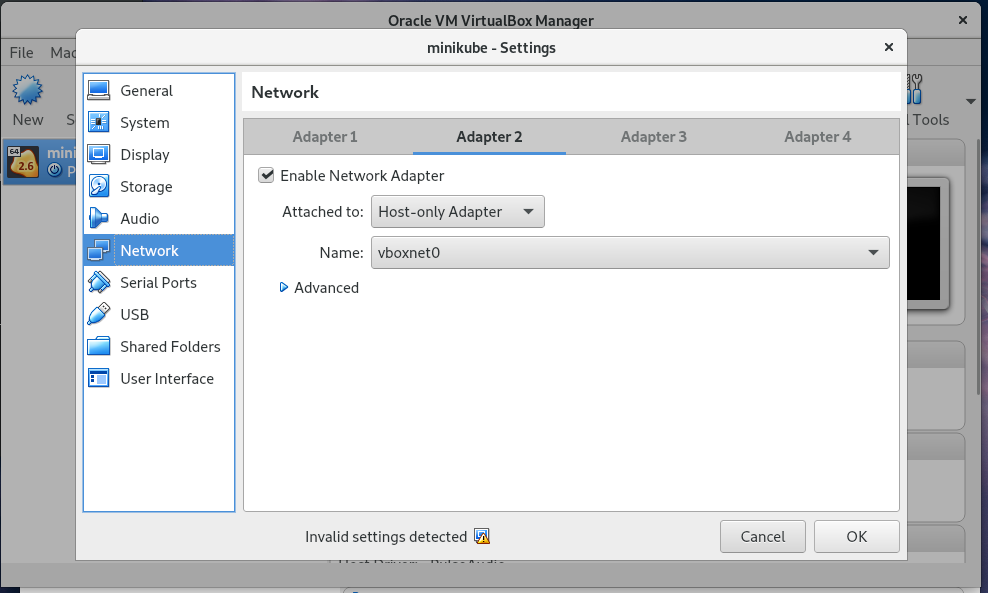 Oracle VM VirtualBox Manager
minikube - Settings
File
New
64
2.6
mini
Tools
General
System
Display
Storage
Audio
Network
Serial Ports
USB
Shared Folders
User Interface
Network
Adapter 1 Adapter 2 Adapter 3 Adapter 4
Enable Network Adapter
Attached to: Host-only Adapter
Name: vboxnet0
Advanced
Invalid settings detected
Cancel OK